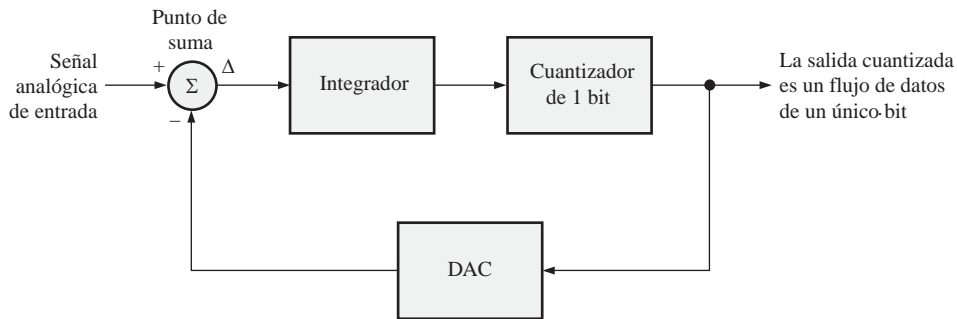 Punto de
suma
Señal
analógica
de entrada
+
Σ
Δ
−
Integrador
Cuantizador
de 1 bit
La salida cuantizada
es un flujo de datos
de un único bit
DAC